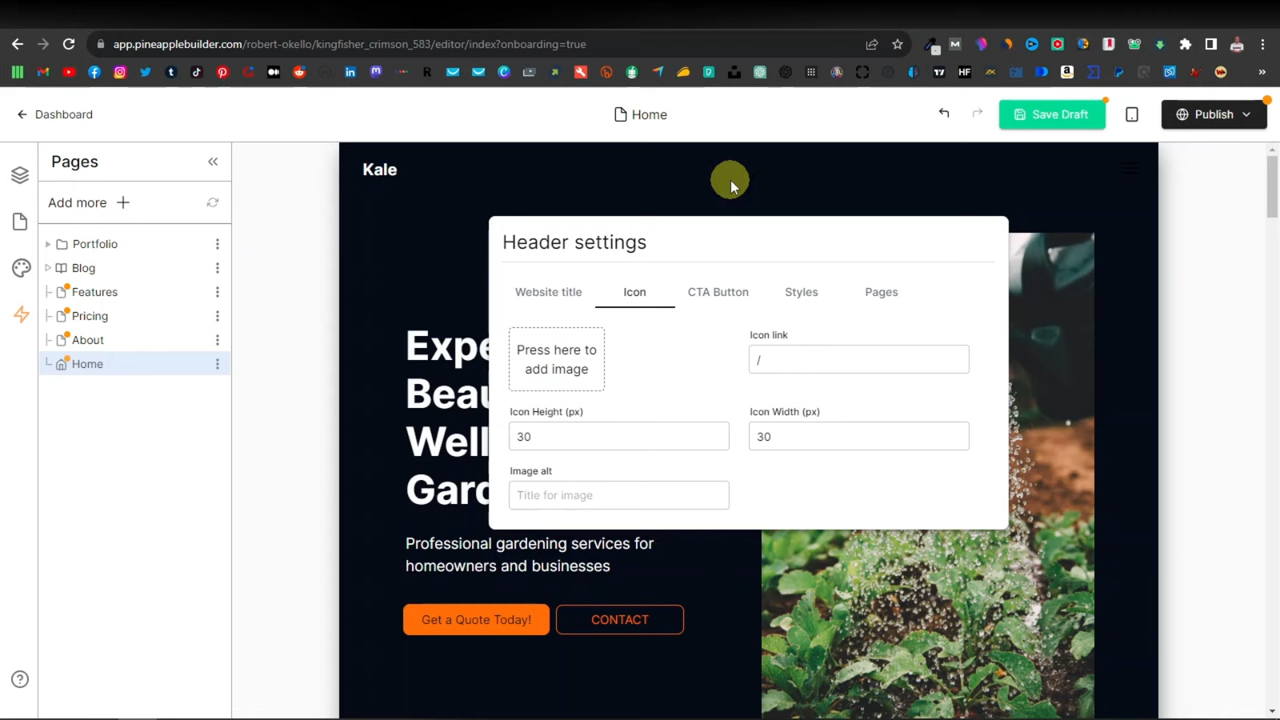 app.pineapplebuilder.com/robert-okello/kingfisher_crimson_583/editor/index?onboarding=true
Dashboard
Home
Save Draft
Publish
Pages
Add more
Portfolio
Blog
Features
Pricing
About
Home
Kale
Header settings
Website title
Icon
CTA Button
Styles
Pages
Press here to
add image
Icon link
/
Icon Height (px)
30
Icon Width (px)
30
Image alt
Title for image
Expe
Beau
Well
Gard
Professional gardening services for
homeowners and businesses
Get a Quote Today!
CONTACT